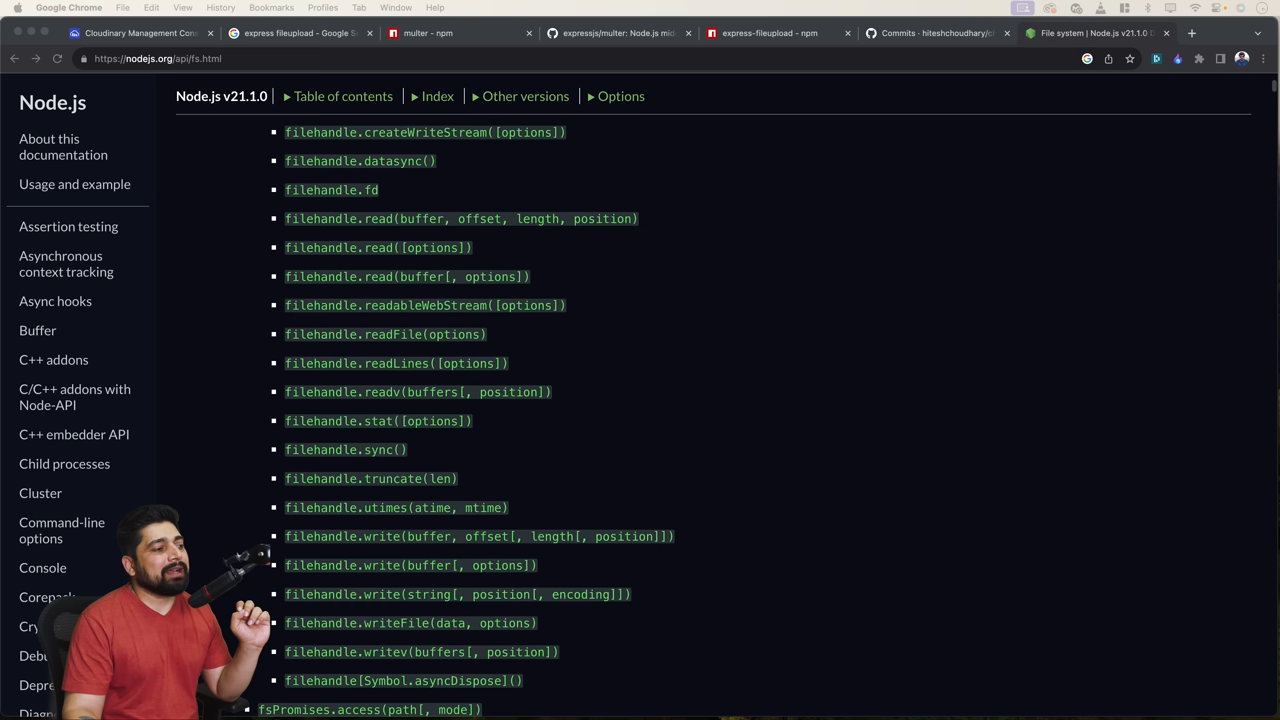 Google Chrome File Edit View History Bookmarks Profiles Tab Window Help
Cloudinary Management Con
express fileupload - Google S
multer - npm
expressjs/multer: Node.js mid
express-fileupload - npm
Commits · hiteshchoudhary/c
File system | Node.js v21.1.0 D
https://nodejs.org/api/fs.html
Node.js
About this
documentation
Usage and example
Assertion testing
Asynchronous
context tracking
Async hooks
Buffer
C++ addons
C/C++ addons with
Node-API
C++ embedder API
Child processes
Cluster
Command-line
options
Console
Corepack
Cry
Debu
Depre
Diagn
Node.js v21.1.0
Table of contents
Index
Other versions
Options
filehandle.createWriteStream([options])
filehandle.datasync()
filehandle.fd
filehandle.read(buffer, offset, length, position)
filehandle.read([options])
filehandle.read(buffer[, options])
filehandle.readableWebStream([options])
filehandle.readFile(options)
filehandle.readLines([options])
filehandle.readv(buffers[, position])
filehandle.stat([options])
filehandle.sync()
filehandle.truncate(len)
filehandle.utimes(atime, mtime)
filehandle.write(buffer, offset[, length[, position]])
filehandle.write(buffer[, options])
filehandle.write(string[, position[, encoding]])
filehandle.writeFile(data, options)
filehandle.writev(buffers[, position])
filehandle[Symbol.asyncDispose]()
fsPromises.access(path[, mode])